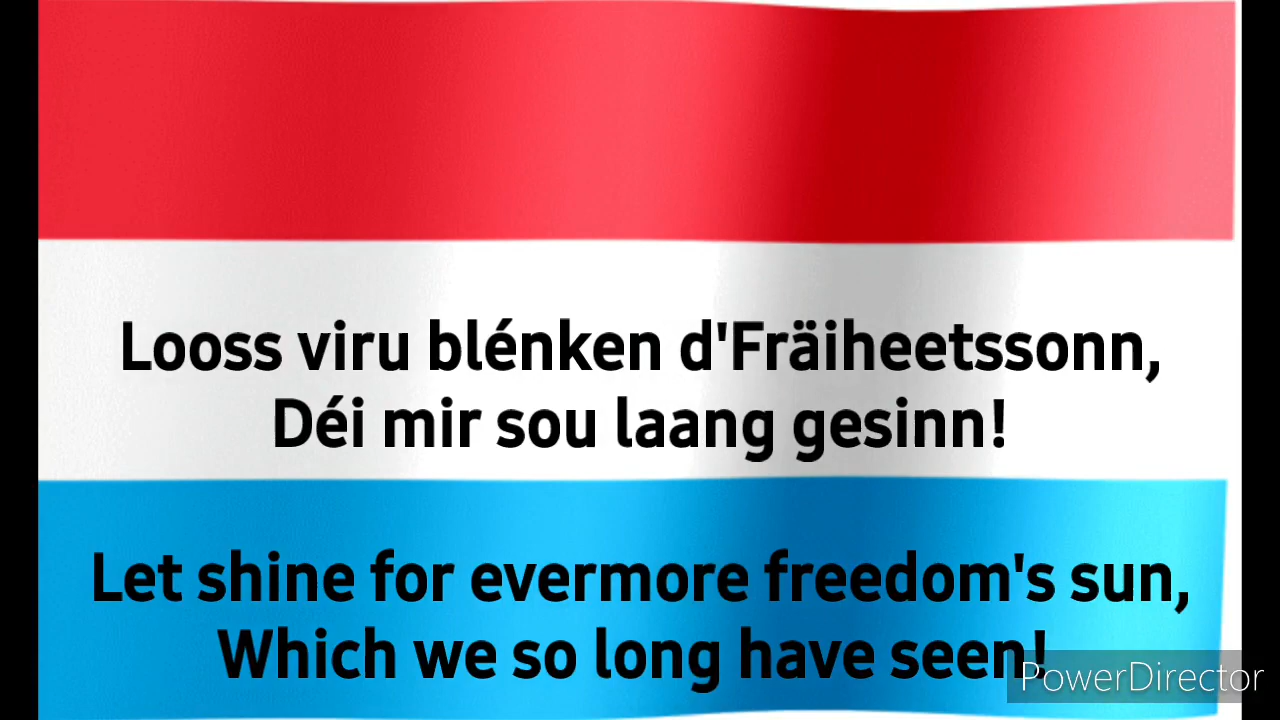 Looss viru blénken d'Fräiheetssonn,
Déi mir sou laang gesinn!
Let shine for evermore freedom's sun,
Which we so long have seen!
PowerDirector